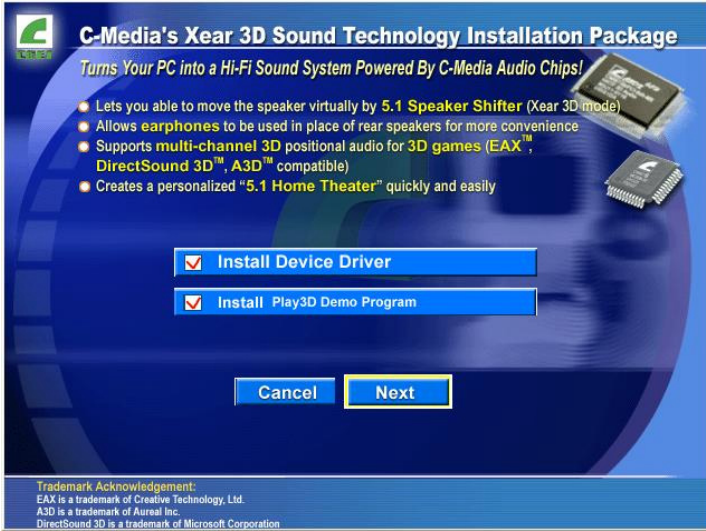 C-Media's Xear 3D Sound Technology Installation Package
Turns Your PC into a Hi-Fi Sound System Powered By C-Media Audio Chips!
Lets you able to move the speaker virtually by 5.1 Speaker Shifter (Xear 3D mode)
Allows earphones to be used in place of rear speakers for more convenience
Supports multi-channel 3D positional audio for 3D games (EAX™,
DirectSound 3D™, A3D™ compatible)
Creates a personalized “5.1 Home Theater” quickly and easily
Install Device Driver
Install Play3D Demo Program
Cancel
Next
Trademark Acknowledgement:
EAX is a trademark of Creative Technology, Ltd.
A3D is a trademark of Aureal Inc.
DirectSound 3D is a trademark of Microsoft Corporation